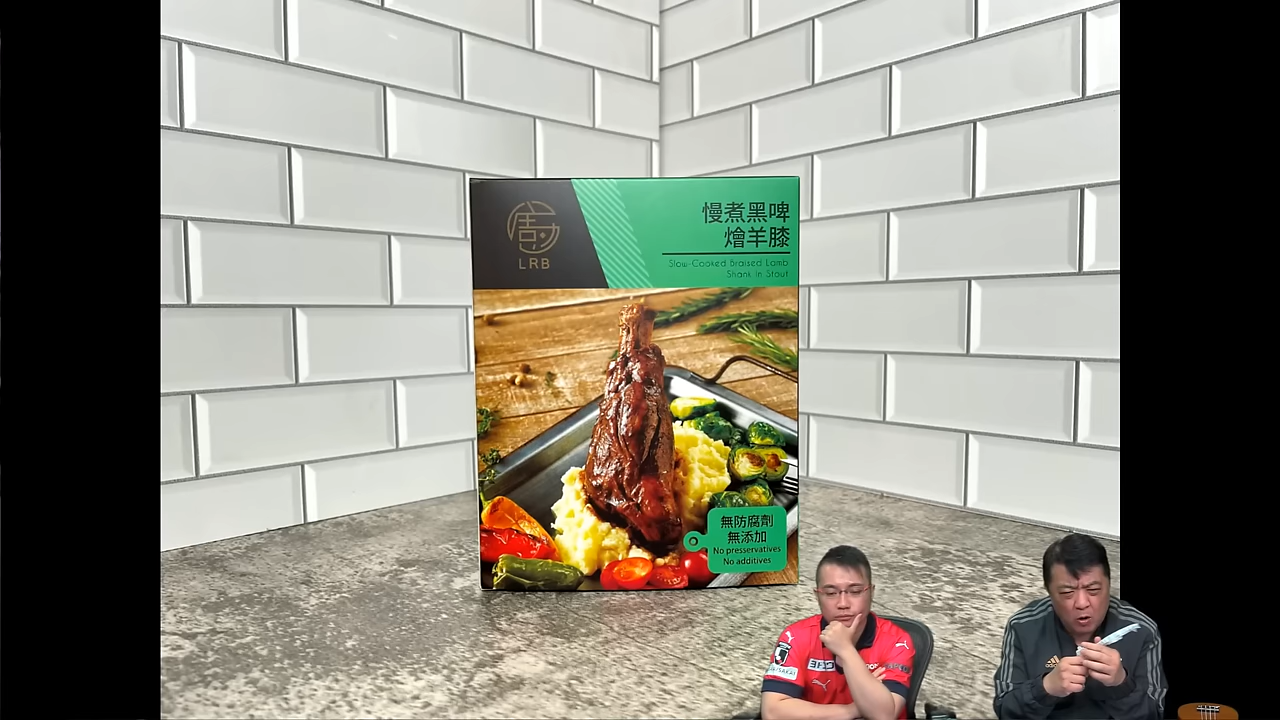 LRB
慢煮黑啤
燴羊膝
Slow-Cooked Braised Lamb
Shank In Stout
無防腐劑
無添加
No presservatives
No additives